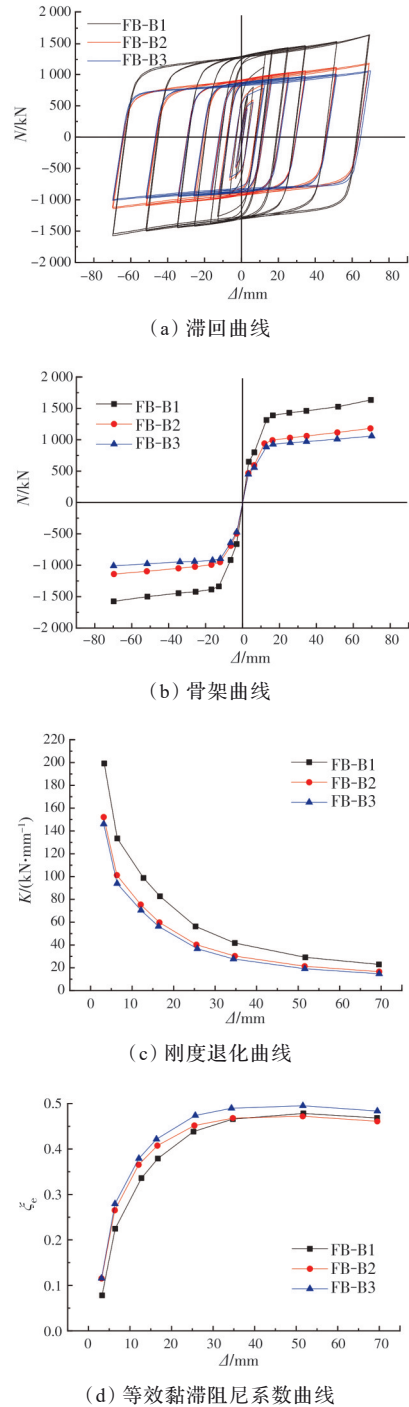 2 000
1 500
1 000
500
0
-500
-1 000
-1 500
-2 000
N/kN
FB-B1
FB-B2
FB-B3
-80 -60 -40 -20 0 20 40 60 80
Δ/mm
(a) 滞回曲线
2 000
1 500
1 000
500
0
-500
-1 000
-1 500
-2 000
N/kN
FB-B1
FB-B2
FB-B3
-80 -60 -40 -20 0 20 40 60 80
Δ/mm
(b) 骨架曲线
220
200
180
160
140
120
100
80
60
40
20
0
K/(kN·mm⁻¹)
FB-B1
FB-B2
FB-B3
0 10 20 30 40 50 60 70
Δ/mm
(c) 刚度退化曲线
0.5
0.4
0.3
0.2
0.1
0.0
ξe
FB-B1
FB-B2
FB-B3
0 10 20 30 40 50 60 70
Δ/mm
(d) 等效黏滞阻尼系数曲线